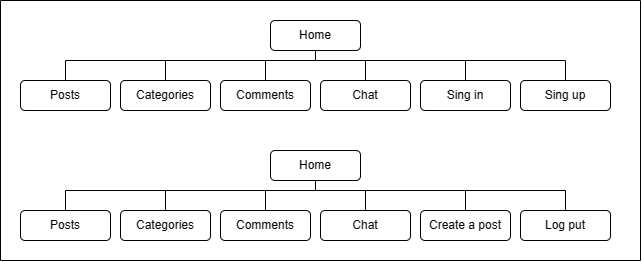 Home
Posts
Categories
Comments
Chat
Sing in
Sing up
Home
Posts
Categories
Comments
Chat
Create a post
Log put